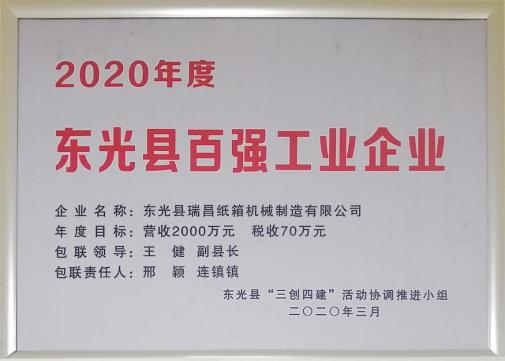 2020年度
东光县百强工业企业
企业名称：东光县瑞昌纸箱机械制造有限公司
年度目标：营收2000万元 税收70万元
包联领导：王 健 副县长
包联责任人：邢 颖 连镇镇
东光县“三创四建”活动协调推进小组
二〇二〇年三月